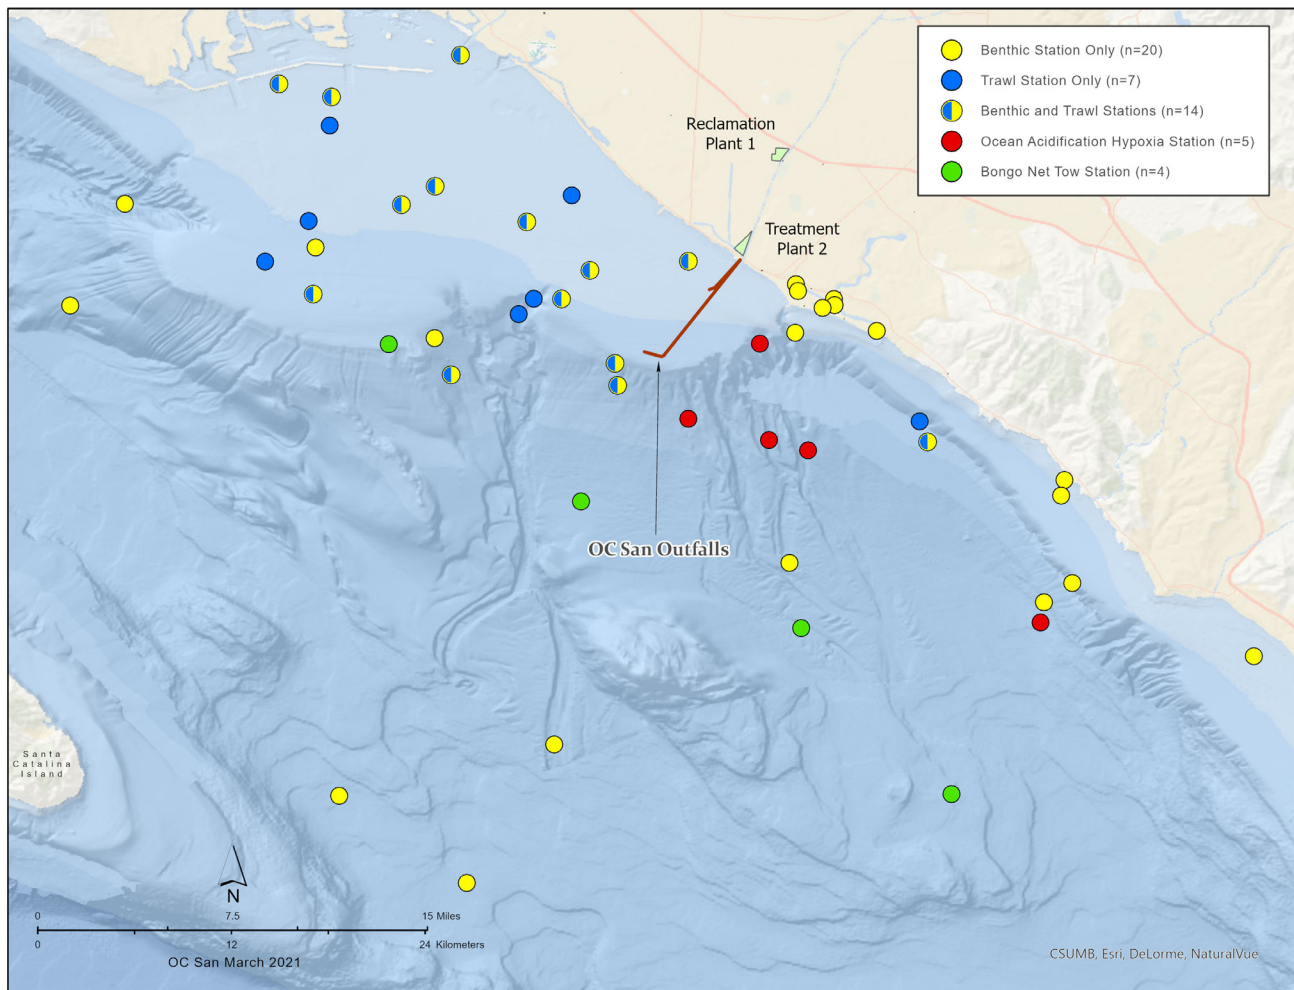 Benthic Station Only (n=20)
Trawl Station Only (n=7)
Benthic and Trawl Stations (n=14)
Ocean Acidification Hypoxia Station (n=5)
Bongo Net Tow Station (n=4)
Reclamation
Plant 1
Treatment
Plant 2
OC San Outfalls
Santa
Catalina
Island
N
0 7.5 15 Miles
0 12 24 Kilometers
OC San March 2021
CSUMB, Esri, DeLorme, NaturalVue